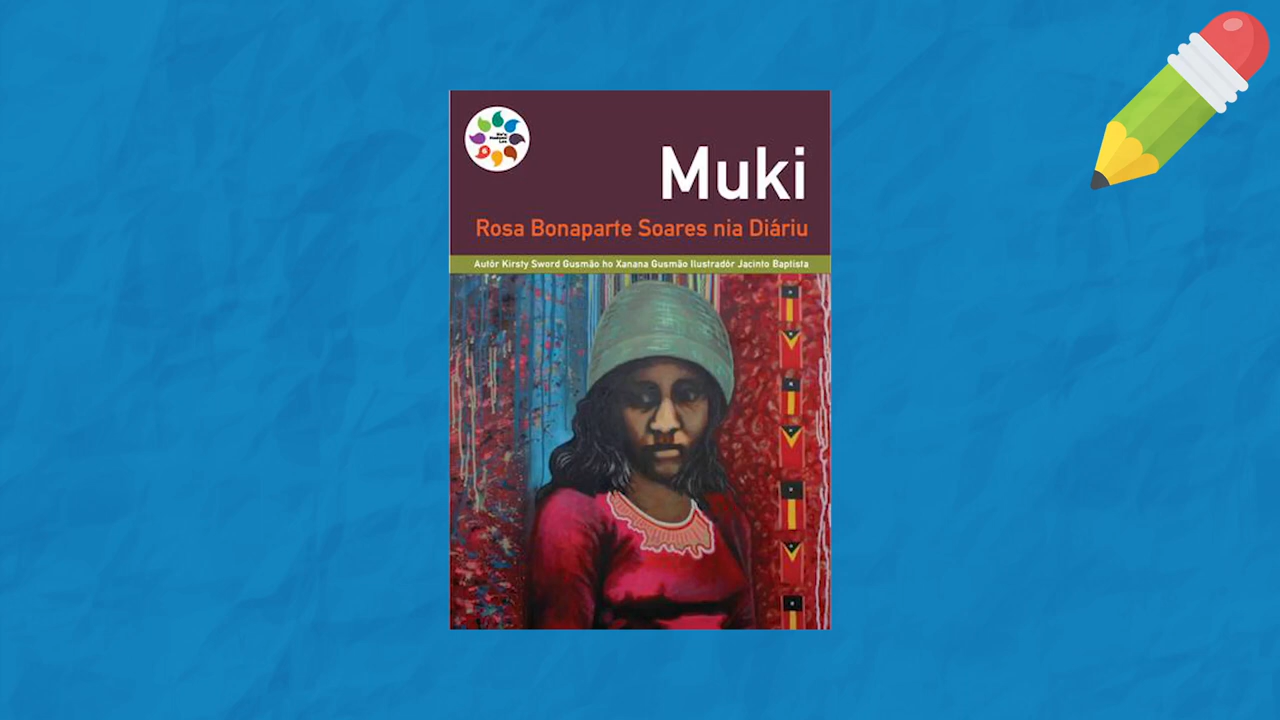 Muki
Rosa Bonaparte Soares nia Diáriu
Autór Kirsty Sword Gusmão ho Xanana Gusmão Ilustradór Jacinto Baptista